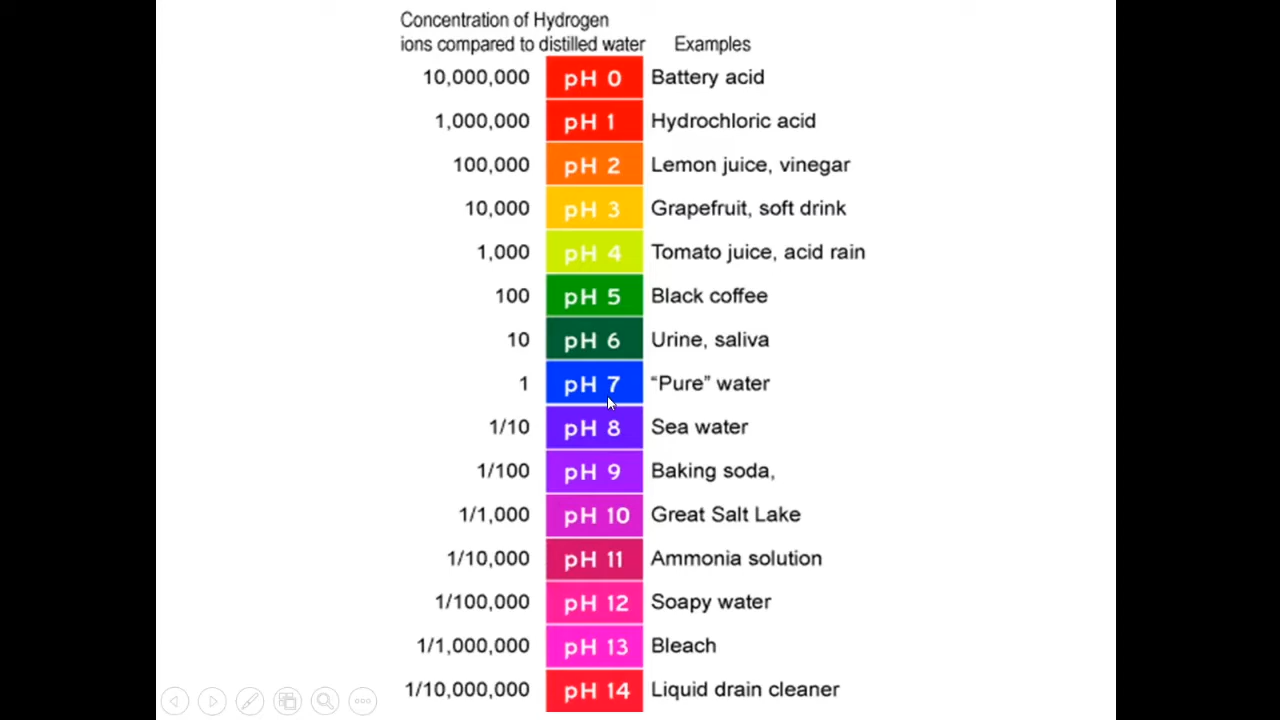 Concentration of Hydrogen
ions compared to distilled water Examples
10,000,000 pH 0 Battery acid
1,000,000 pH 1 Hydrochloric acid
100,000 pH 2 Lemon juice, vinegar
10,000 pH 3 Grapefruit, soft drink
1,000 pH 4 Tomato juice, acid rain
100 pH 5 Black coffee
10 pH 6 Urine, saliva
1 pH 7 “Pure” water
1/10 pH 8 Sea water
1/100 pH 9 Baking soda,
1/1,000 pH 10 Great Salt Lake
1/10,000 pH 11 Ammonia solution
1/100,000 pH 12 Soapy water
1/1,000,000 pH 13 Bleach
1/10,000,000 pH 14 Liquid drain cleaner